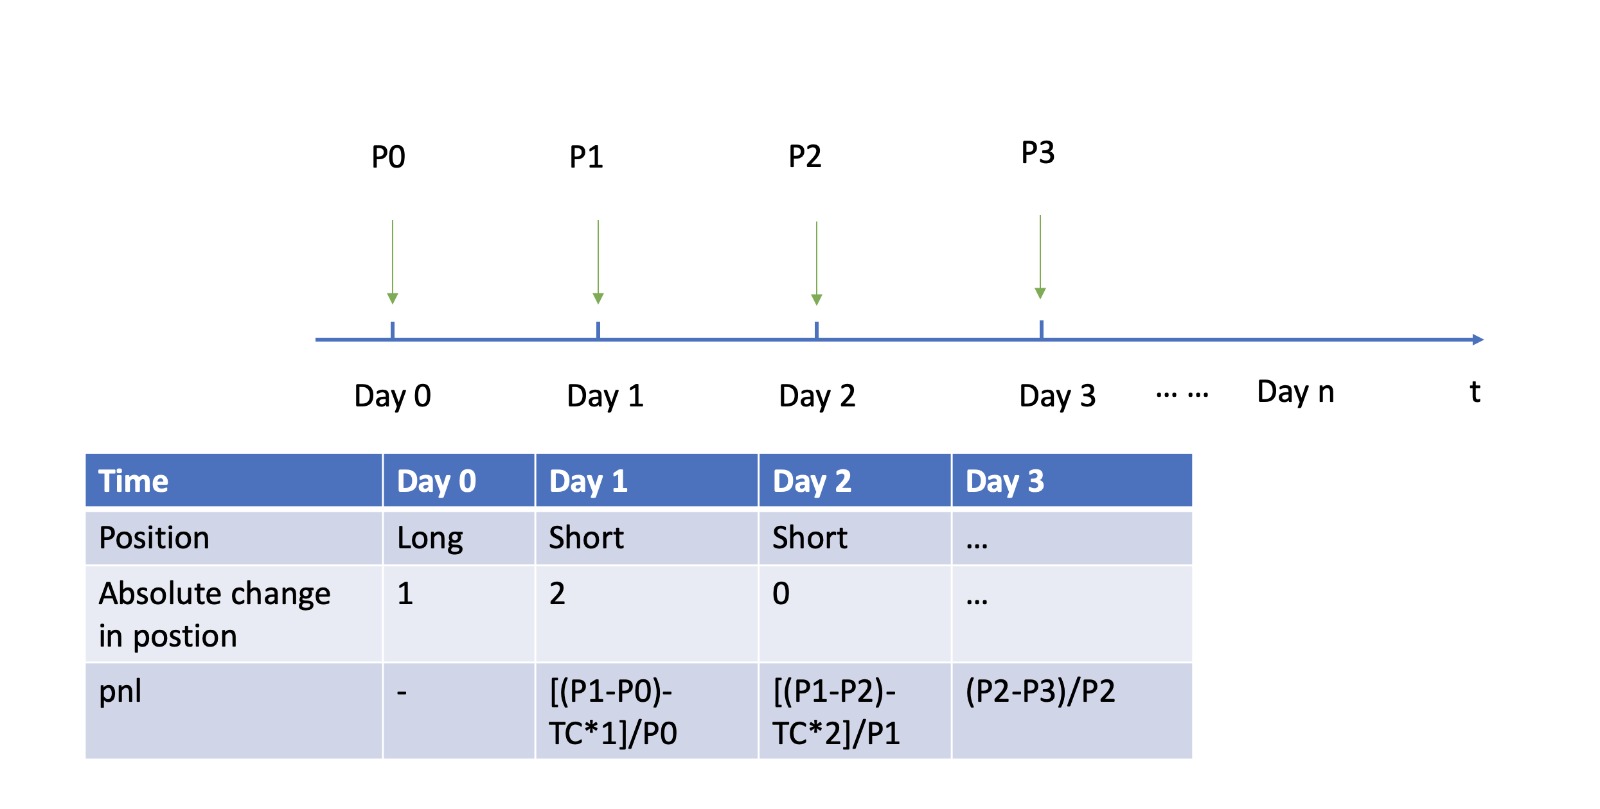 P0 P1 P2 P3
Day 0 Day 1 Day 2 Day 3 ... ... Day n t
Time Day 0 Day 1 Day 2 Day 3
Position Long Short Short ...
Absolute change 1 2 0 ...
in postion
pnl - [(P1-P0)- [(P1-P2)- (P2-P3)/P2
TC*1]/P0 TC*2]/P1